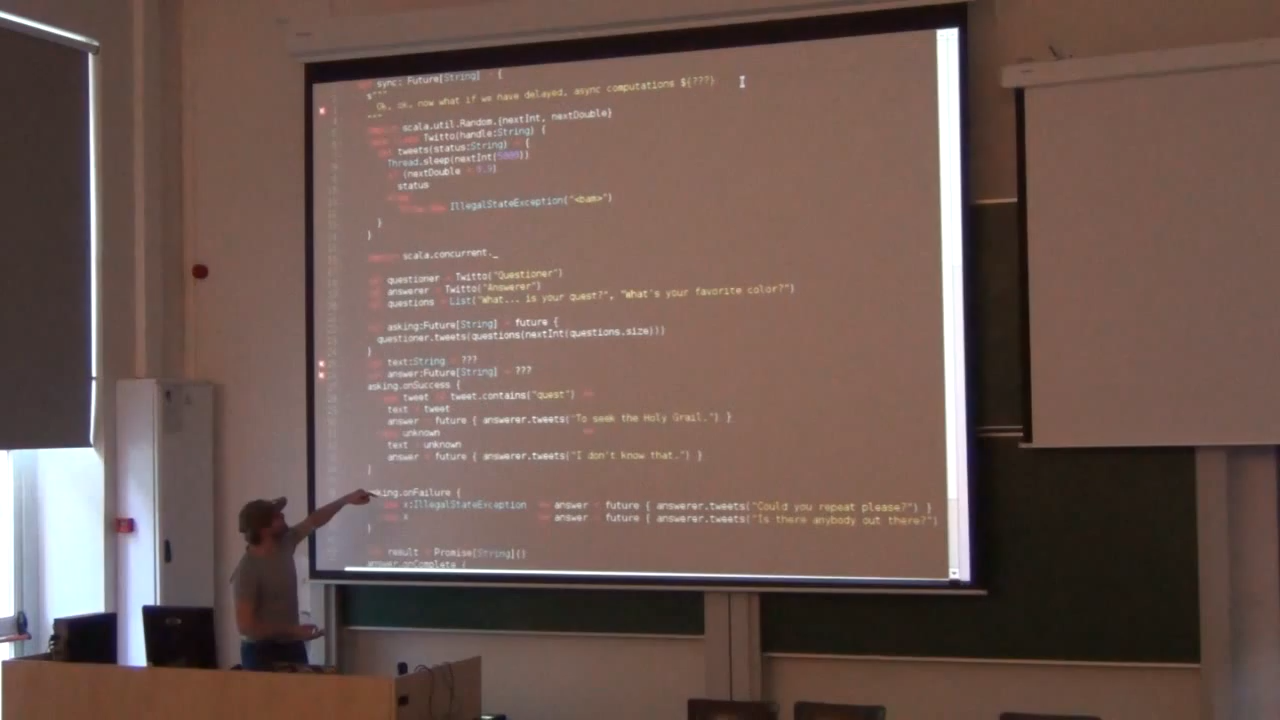 sync: Future[String] = {
s"""
Ok, ok, now what if we have delayed, async computations ${???}
"""
scala.util.Random.{nextInt, nextDouble}
Twitto(handle:String) {
tweets(status:String) = {
Thread.sleep(nextInt(5000))
(nextDouble
status
IllegalStateException("<bam>")
}
}
scala.concurrent._
questioner = Twitto("Questioner")
answerer = Twitto("Answerer")
questions = List("What... is your quest?", "What's your favorite color?")
asking:Future[String] = future {
questioner.tweets(questions(nextInt(questions.size)))
}
text:String = ???
answer:Future[String] = ???
asking.onSuccess {
tweet if tweet.contains("quest") =>
text = tweet
answer = future { answerer.tweets("To seek the Holy Grail.") }
unknown =>
text = unknown
answer = future { answerer.tweets("I don't know that.") }
}
asking.onFailure {
x:IllegalStateException => answer = future { answerer.tweets("Could you repeat please?") }
x => answer = future { answerer.tweets("Is there anybody out there?")
}
result = Promise[String]()
answer.onComplete {